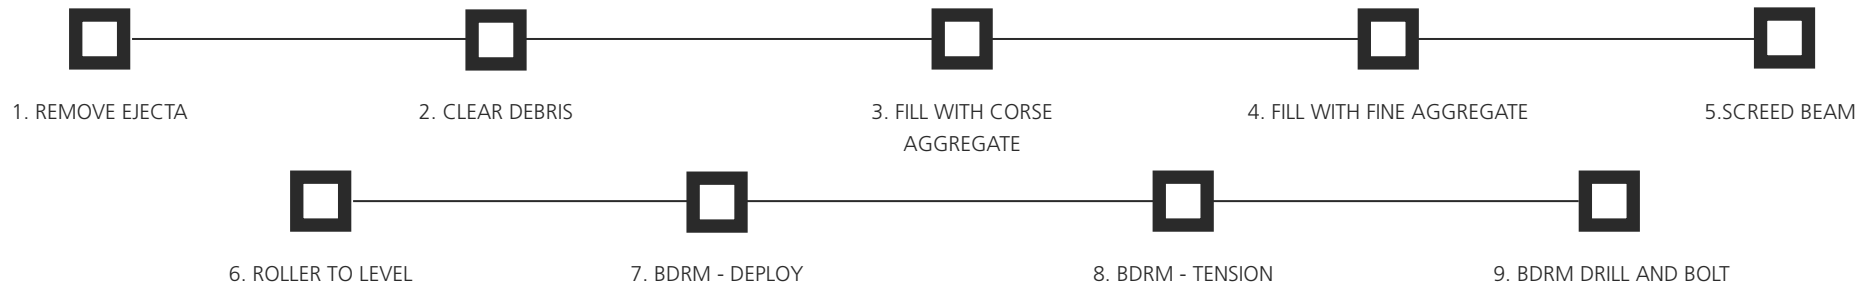 1. REMOVE EJECTA
2. CLEAR DEBRIS
3. FILL WITH CORSE
AGGREGATE
4. FILL WITH FINE AGGREGATE
5.SCREED BEAM
6. ROLLER TO LEVEL
7. BDRM - DEPLOY
8. BDRM - TENSION
9. BDRM DRILL AND BOLT